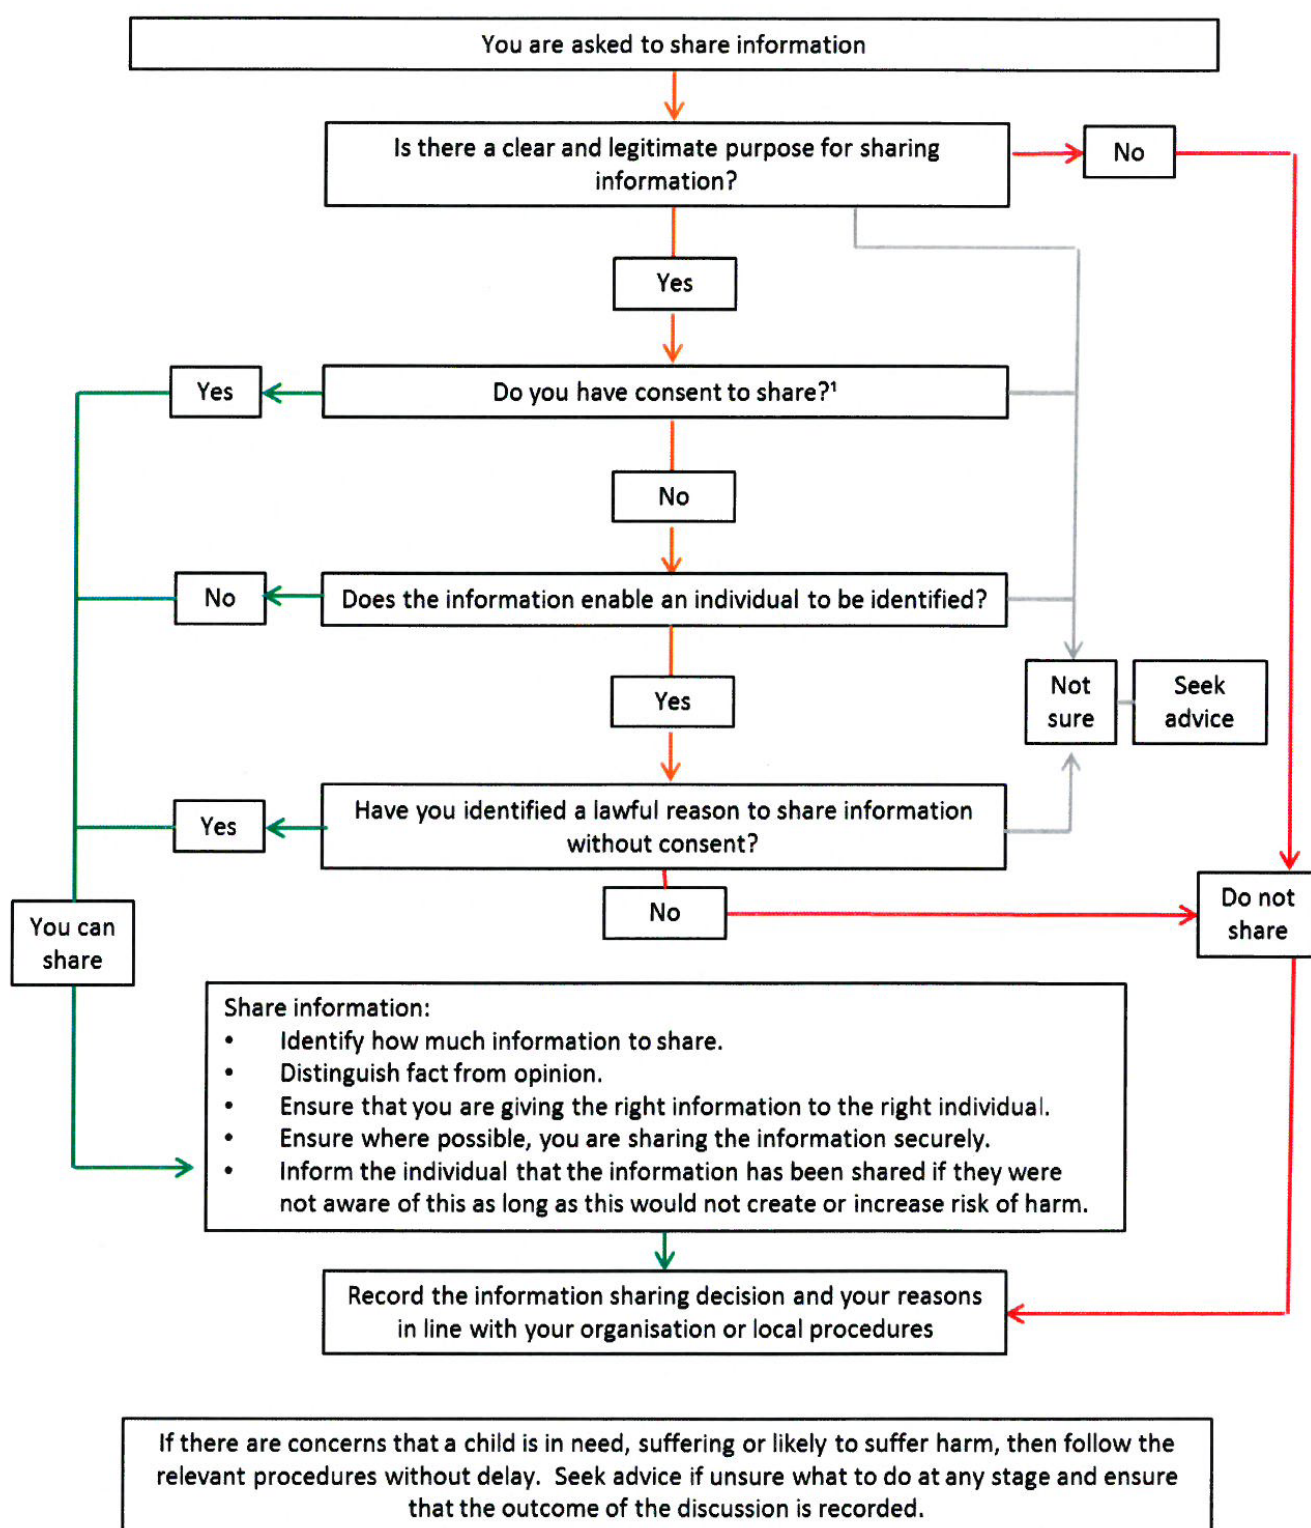 You are asked to share information
Is there a clear and legitimate purpose for sharing
information?
No
Yes
Yes
Do you have consent to share?¹
No
No
Does the information enable an individual to be identified?
Yes
Not
sure
Seek
advice
Yes
Have you identified a lawful reason to share information
without consent?
No
Do not
share
You can
share
Share information:
• Identify how much information to share.
• Distinguish fact from opinion.
• Ensure that you are giving the right information to the right individual.
• Ensure where possible, you are sharing the information securely.
• Inform the individual that the information has been shared if they were
not aware of this as long as this would not create or increase risk of harm.
Record the information sharing decision and your reasons
in line with your organisation or local procedures
If there are concerns that a child is in need, suffering or likely to suffer harm, then follow the
relevant procedures without delay.  Seek advice if unsure what to do at any stage and ensure
that the outcome of the discussion is recorded.